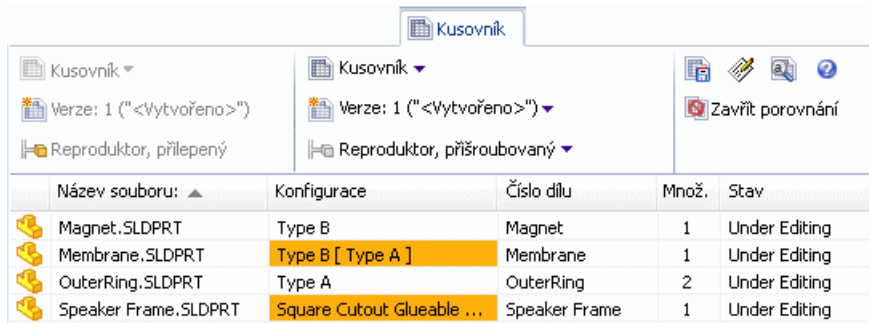 Kusovník
Kusovník
Kusovník
Verze: 1 ("<Vytvořeno>")
Verze: 1 ("<Vytvořeno>")
Zavřít porovnání
Reproduktor, přilepený
Reproduktor, přišroubovaný
Název souboru: Konfigurace Číslo dílu Množ. Stav
Magnet.SLDPRT Type B Magnet 1 Under Editing
Membrane.SLDPRT Type B [ Type A ] Membrane 1 Under Editing
OuterRing.SLDPRT Type A OuterRing 2 Under Editing
Speaker Frame.SLDPRT Square Cutout Glueable ... Speaker Frame 1 Under Editing